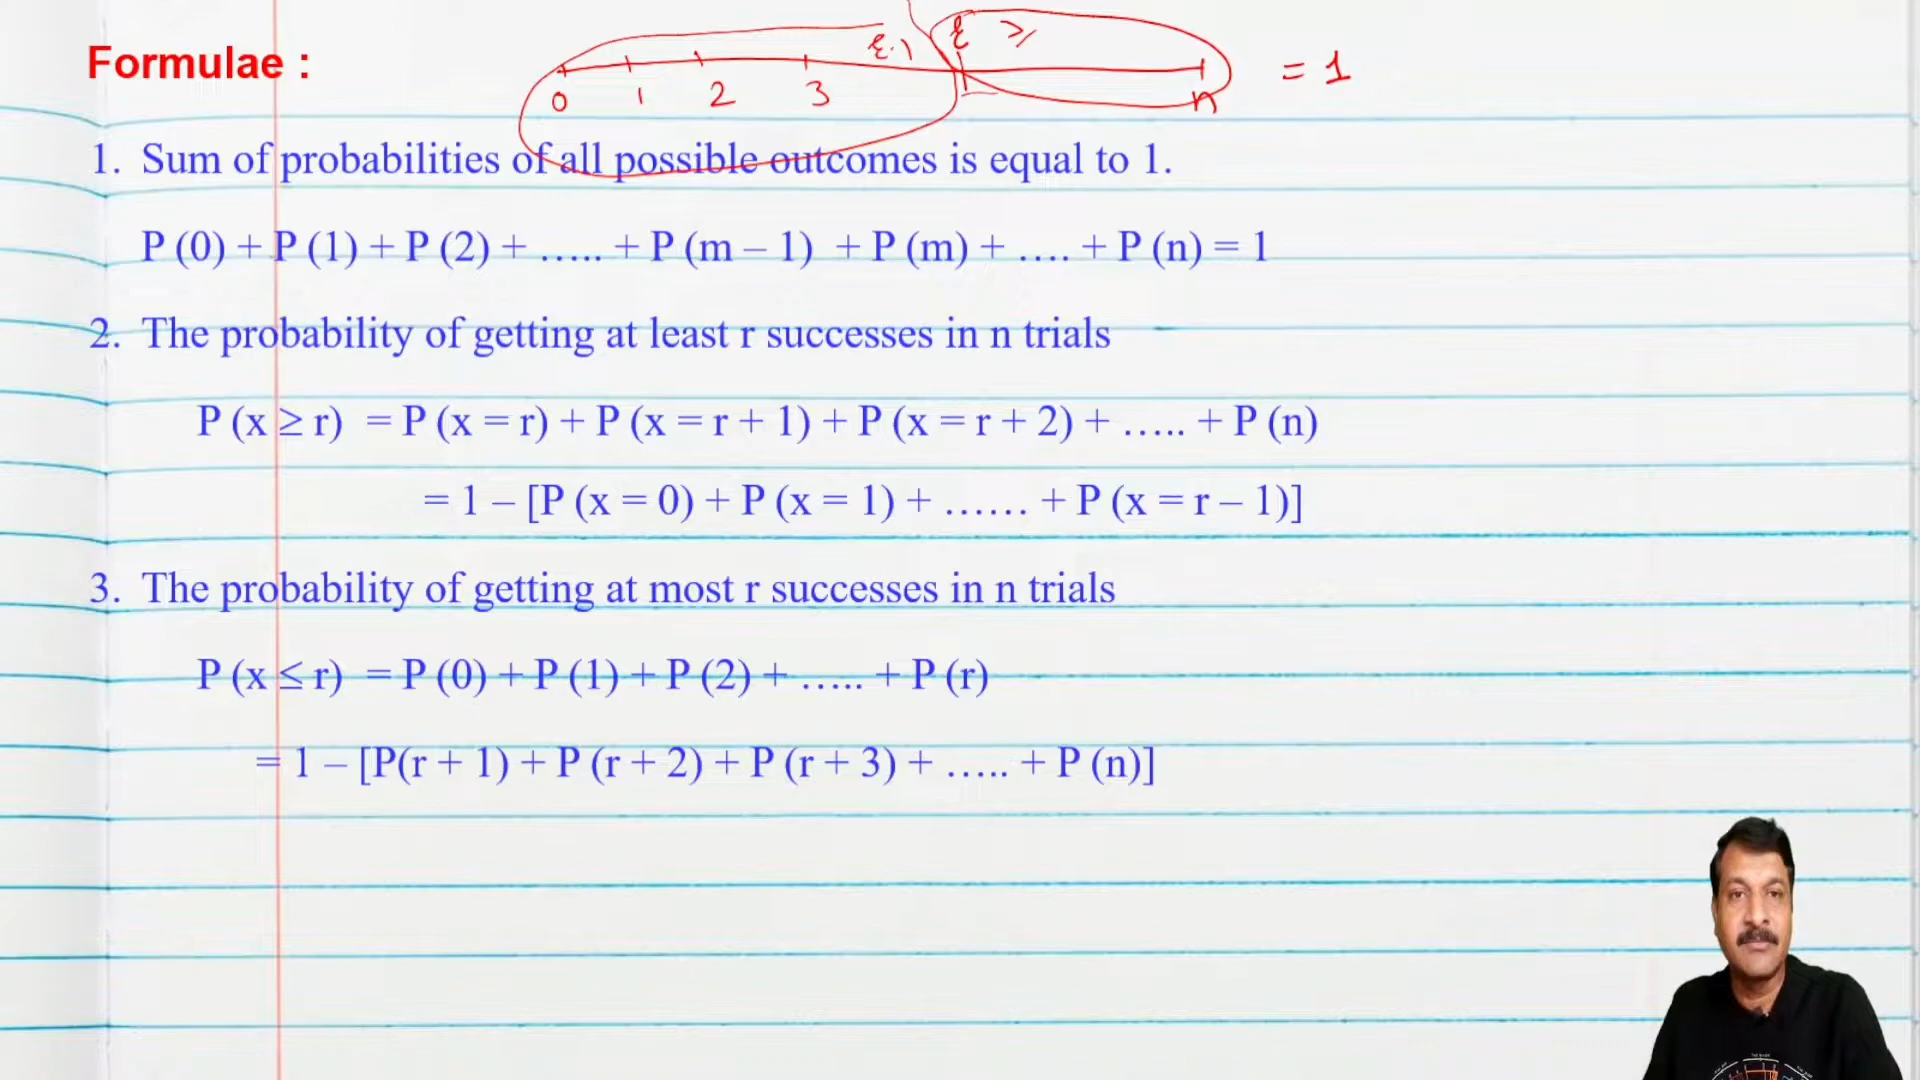 Formulae :
r-1 r ≥
0 1 2 3 n = 1
1. Sum of probabilities of all possible outcomes is equal to 1.
P (0) + P (1) + P (2) + ..... + P (m – 1) + P (m) + .... + P (n) = 1
2. The probability of getting at least r successes in n trials
P (x ≥ r) = P (x = r) + P (x = r + 1) + P (x = r + 2) + ..... + P (n)
= 1 – [P (x = 0) + P (x = 1) + ...... + P (x = r – 1)]
3. The probability of getting at most r successes in n trials
P (x ≤ r) = P (0) + P (1) + P (2) + ..... + P (r)
= 1 – [P(r + 1) + P (r + 2) + P (r + 3) + ..... + P (n)]